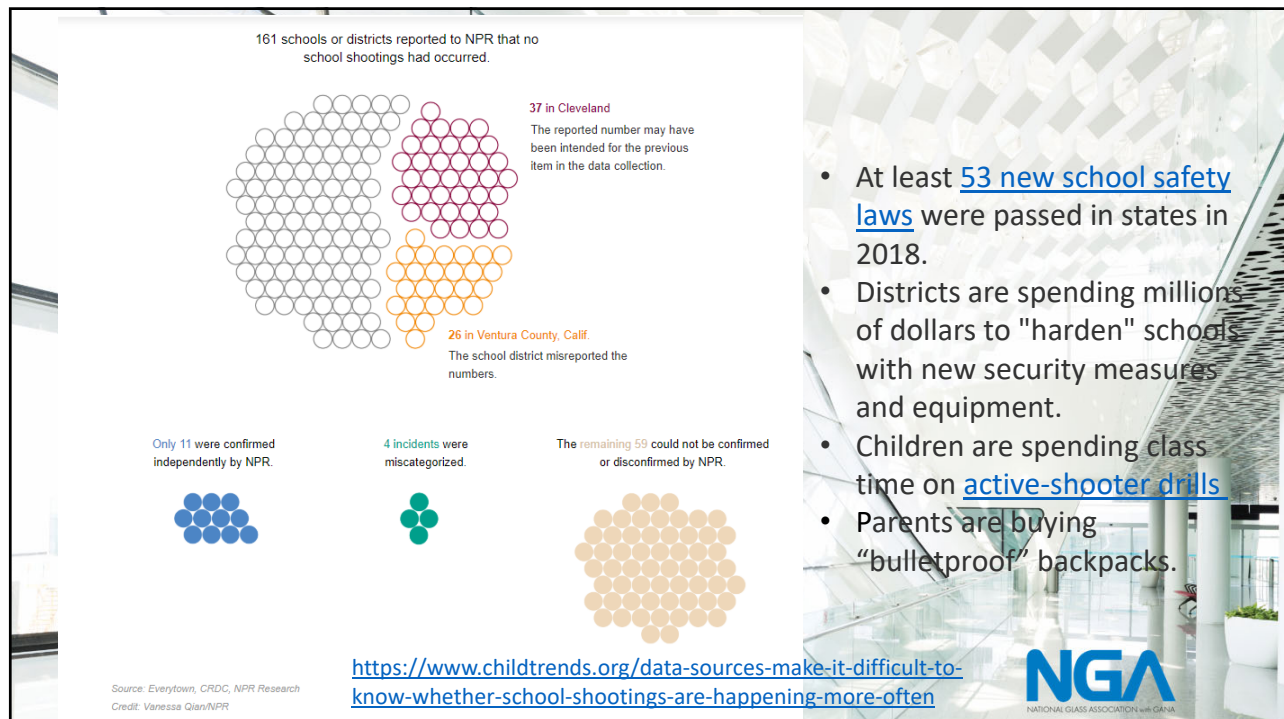 161 schools or districts reported to NPR that no
school shootings had occurred.
37 in Cleveland
The reported number may have
been intended for the previous
item in the data collection.
26 in Ventura County, Calif.
The school district misreported the
numbers.
Only 11 were confirmed
independently by NPR.
4 incidents were
miscategorized.
The remaining 59 could not be confirmed
or disconfirmed by NPR.
Source: Everytown, CRDC, NPR Research
Credit: Vanessa Qian/NPR
https://www.childtrends.org/data-sources-make-it-difficult-to-
know-whether-school-shootings-are-happening-more-often
• At least 53 new school safety
laws were passed in states in
2018.
• Districts are spending millions
of dollars to "harden" schools
with new security measures
and equipment.
• Children are spending class
time on active-shooter drills
• Parents are buying
“bulletproof” backpacks.
NGA
NATIONAL GLASS ASSOCIATION with GANA